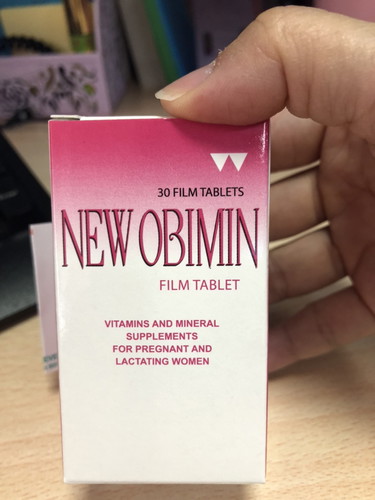 30 FILM TABLETS
NEW OBIMIN
FILM TABLET
VITAMINS AND MINERAL
SUPPLEMENTS
FOR PREGNANT AND
LACTATING WOMEN